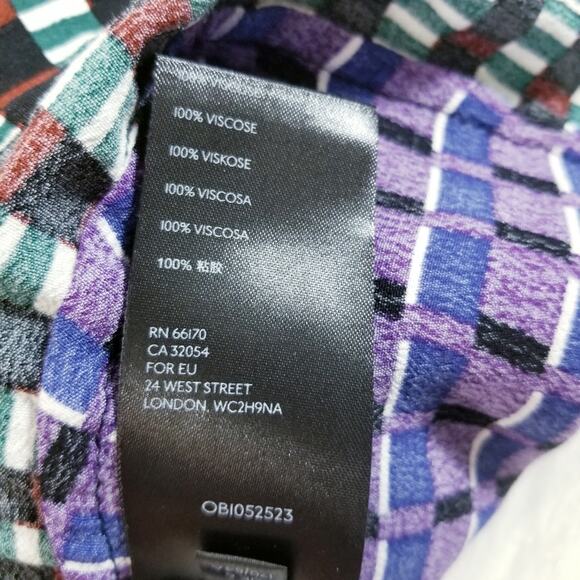 100% VISCOSE
100% VISKOSE
100% VISCOSA
100% VISCOSA
100% 粘胶
RN 66170
CA 32054
FOR EU
24 WEST STREET
LONDON, WC2H9NA
OB1052523